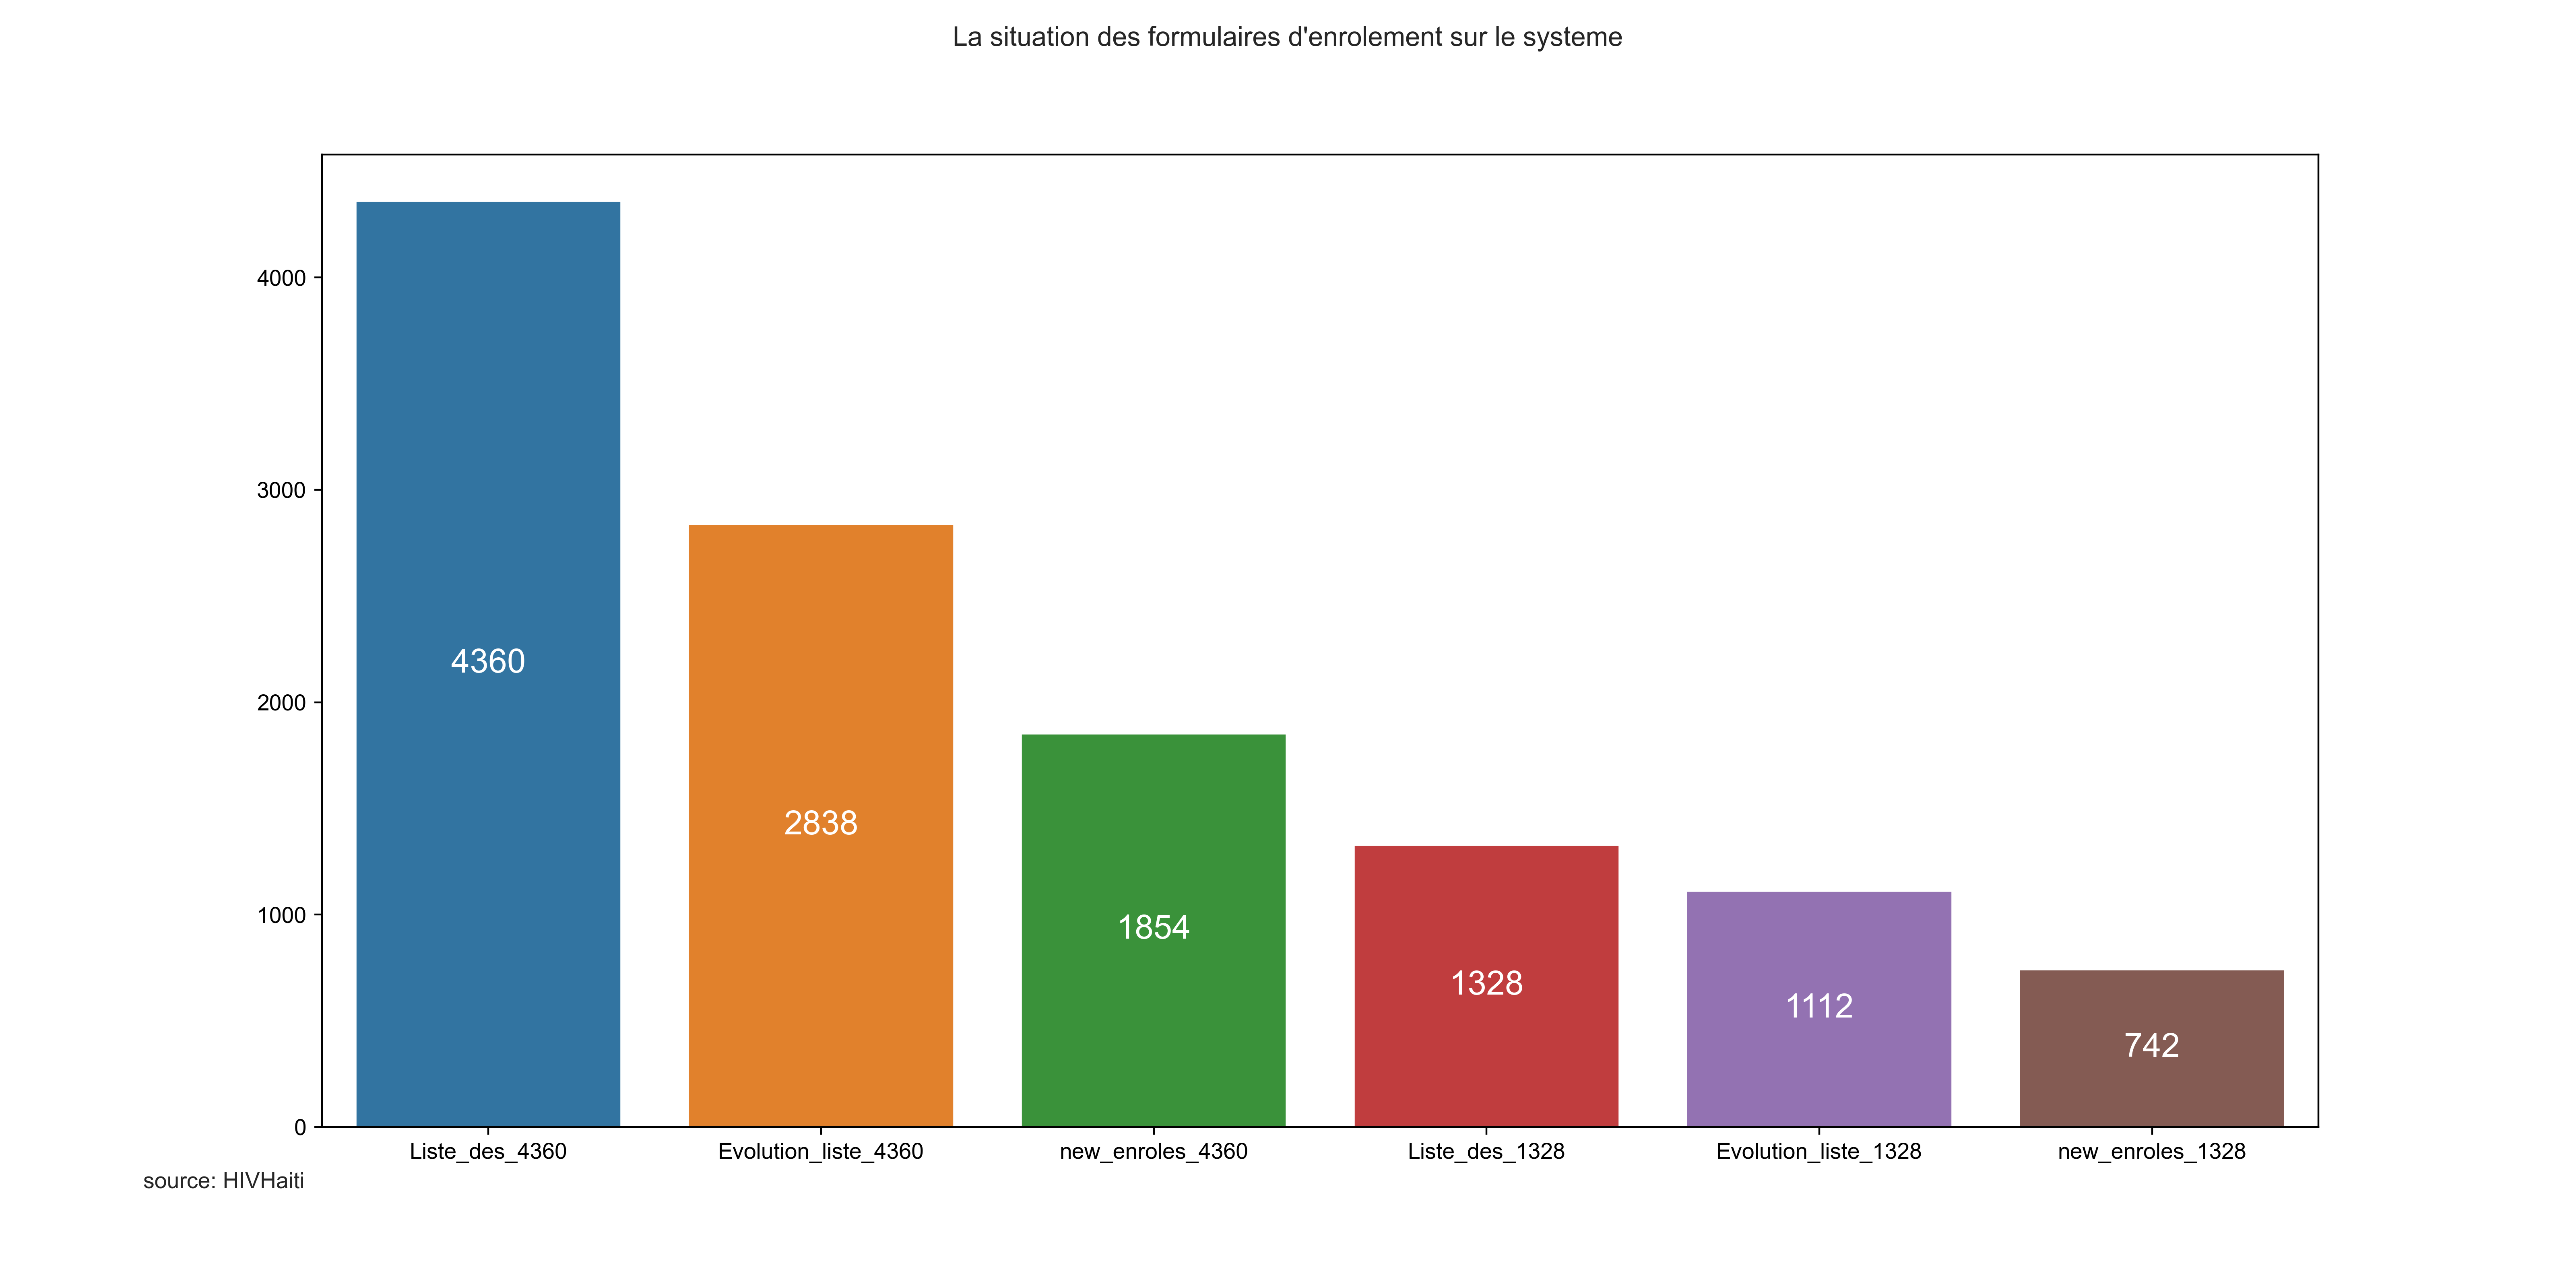 La situation des formulaires d'enrolement sur le systeme
4000
3000
2000
1000
0
4360
2838
1854
1328
1112
742
Liste_des_4360
Evolution_liste_4360
new_enroles_4360
Liste_des_1328
Evolution_liste_1328
new_enroles_1328
source: HIVHaiti